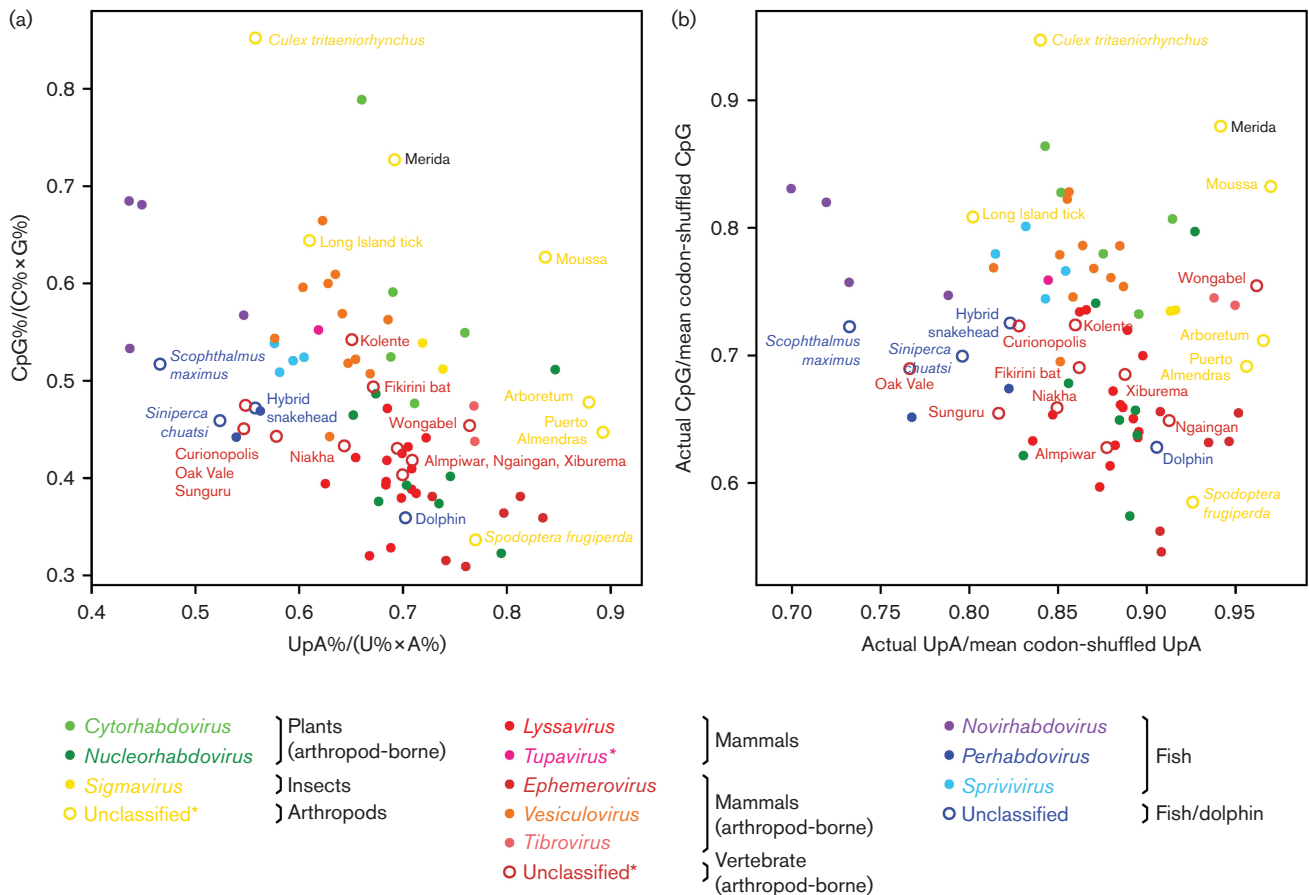 (a)
CpG%/(C%×G%)
0.8
0.7
0.6
0.5
0.4
0.3
0.4
0.5
0.6
0.7
0.8
0.9
UpA%/(U%×A%)
Culex tritaeniorhynchus
Merida
Long Island tick
Moussa
Kolente
Scophthalmus
maximus
Fikirini bat
Arboretum
Siniperca
chuatsi
Hybrid
snakehead
Wongabel
Puerto
Almendras
Curionopolis
Oak Vale
Sunguru
Niakha
Almpiwar, Ngaingan, Xiburema
Dolphin
Spodoptera frugiperda
(b)
Actual CpG/mean codon-shuffled CpG
0.9
0.8
0.7
0.6
0.70
0.75
0.80
0.85
0.90
0.95
Actual UpA/mean codon-shuffled UpA
Culex tritaeniorhynchus
Merida
Moussa
Long Island tick
Wongabel
Hybrid
snakehead
Kolente
Scophthalmus
maximus
Curionopolis
Arboretum
Siniperca
chuatsi
Puerto
Almendras
Oak Vale
Fikirini bat
Xiburema
Niakha
Sunguru
Ngaingan
Almpiwar
Dolphin
Spodoptera
frugiperda
Cytorhabdovirus
Nucleorhabdovirus
Plants
(arthropod-borne)
Sigmavirus
Insects
Unclassified*
Arthropods
Lyssavirus
Tupavirus*
Mammals
Ephemerovirus
Vesiculovirus
Tibrovirus
Mammals
(arthropod-borne)
Unclassified*
Vertebrate
(arthropod-borne)
Novirhabdovirus
Perhabdovirus
Sprivivirus
Fish
Unclassified
Fish/dolphin